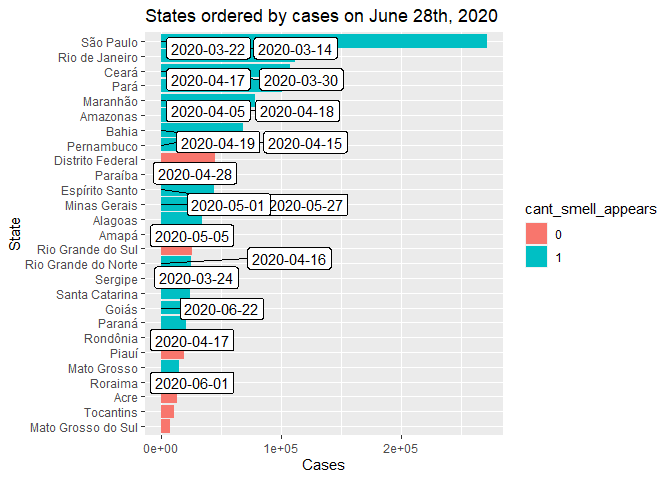 States ordered by cases on June 28th, 2020
State
São Paulo
2020-03-22 2020-03-14
Rio de Janeiro
Ceará
2020-04-17 2020-03-30
Pará
Maranhão
2020-04-05 2020-04-18
Amazonas
Bahia
2020-04-19 2020-04-15
Pernambuco
Distrito Federal
Paraíba
2020-04-28
Espírito Santo
Minas Gerais
2020-05-01 2020-05-27
Alagoas
Amapá
2020-05-05
Rio Grande do Sul
2020-04-16
Rio Grande do Norte
Sergipe
2020-03-24
Santa Catarina
Goiás
2020-06-22
Paraná
Rondônia
2020-04-17
Piauí
Mato Grosso
Roraima
2020-06-01
Acre
Tocantins
Mato Grosso do Sul
0e+00 1e+05 2e+05
Cases
cant_smell_appears
0
1